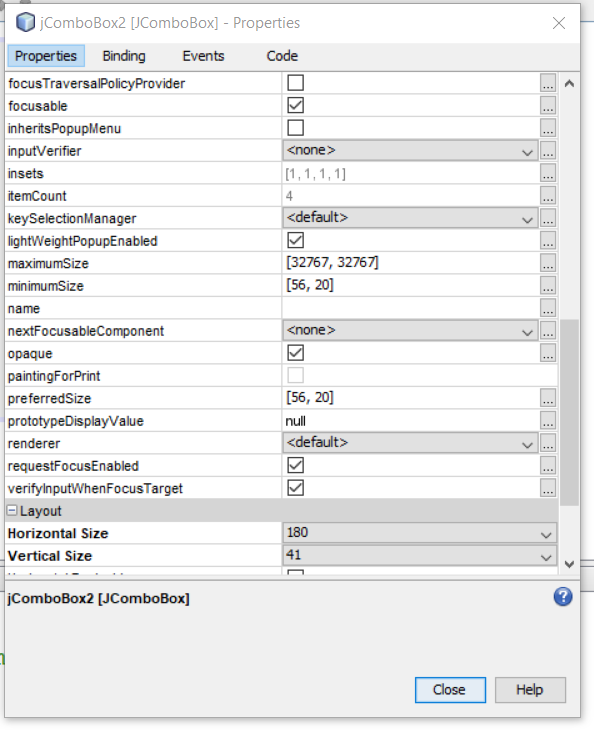 jComboBox2 [JComboBox] - Properties
Properties Binding Events Code
focusTraversalPolicyProvider ...
focusable ...
inheritsPopupMenu ...
inputVerifier <none> ...
insets [1, 1, 1, 1] ...
itemCount 4 ...
keySelectionManager <default> ...
lightWeightPopupEnabled ...
maximumSize [32767, 32767] ...
minimumSize [56, 20] ...
name ...
nextFocusableComponent <none> ...
opaque ...
paintingForPrint
preferredSize [56, 20] ...
prototypeDisplayValue null ...
renderer <default> ...
requestFocusEnabled ...
verifyInputWhenFocusTarget ...
Layout
Horizontal Size 180
Vertical Size 41
jComboBox2 [JComboBox]
?
Close Help